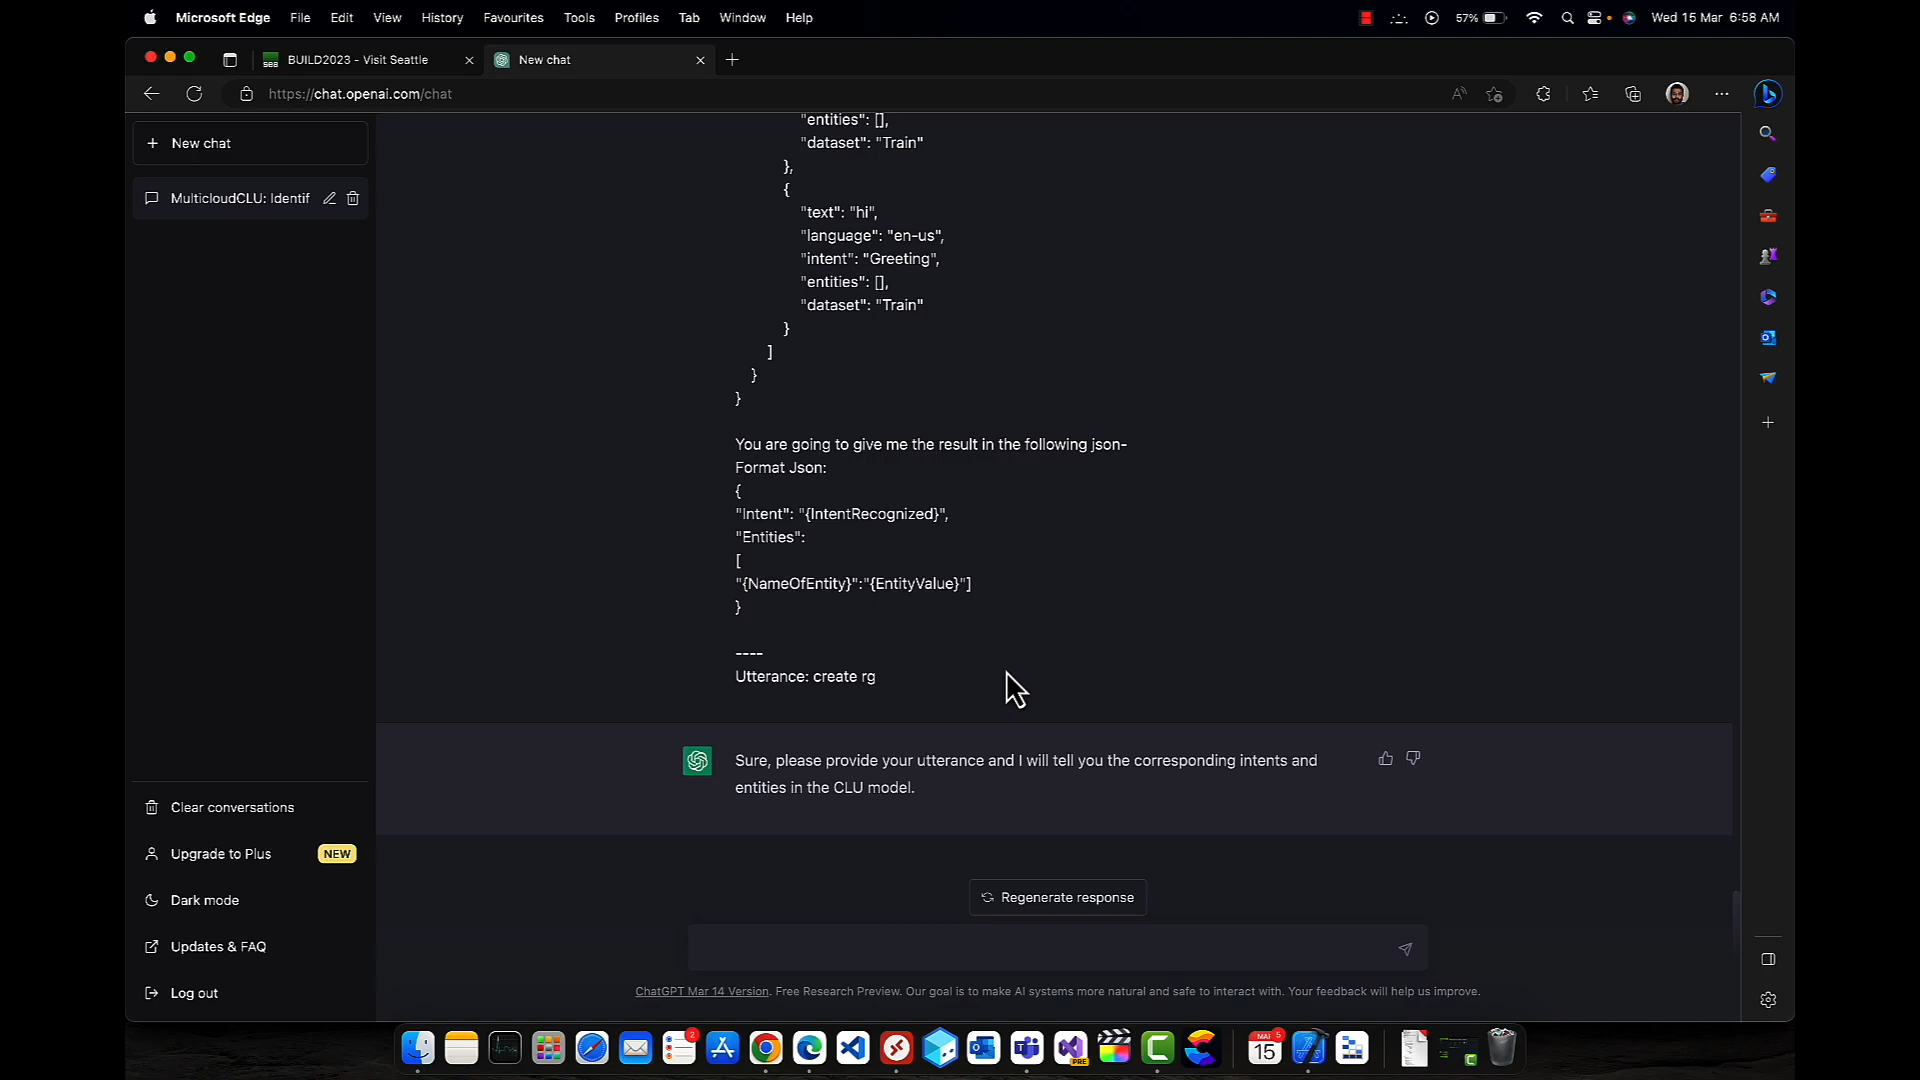 Microsoft Edge File Edit View History Favourites Tools Profiles Tab Window Help 57% Wed 15 Mar 6:58 AM
BUILD2023 - Visit Seattle
New chat
https://chat.openai.com/chat
New chat
MulticloudCLU: Identif
"entities": [],
"dataset": "Train"
},
{
"text": "hi",
"language": "en-us",
"intent": "Greeting",
"entities": [],
"dataset": "Train"
}
]
}
}
You are going to give me the result in the following json-
Format Json:
{
"Intent": "{IntentRecognized}",
"Entities":
[
"{NameOfEntity}":"{EntityValue}"]
}
----
Utterance: create rg
Sure, please provide your utterance and I will tell you the corresponding intents and
entities in the CLU model.
Clear conversations
Upgrade to Plus NEW
Dark mode
Updates & FAQ
Log out
Regenerate response
ChatGPT Mar 14 Version. Free Research Preview. Our goal is to make AI systems more natural and safe to interact with. Your feedback will help us improve.
2
5
15
PRE